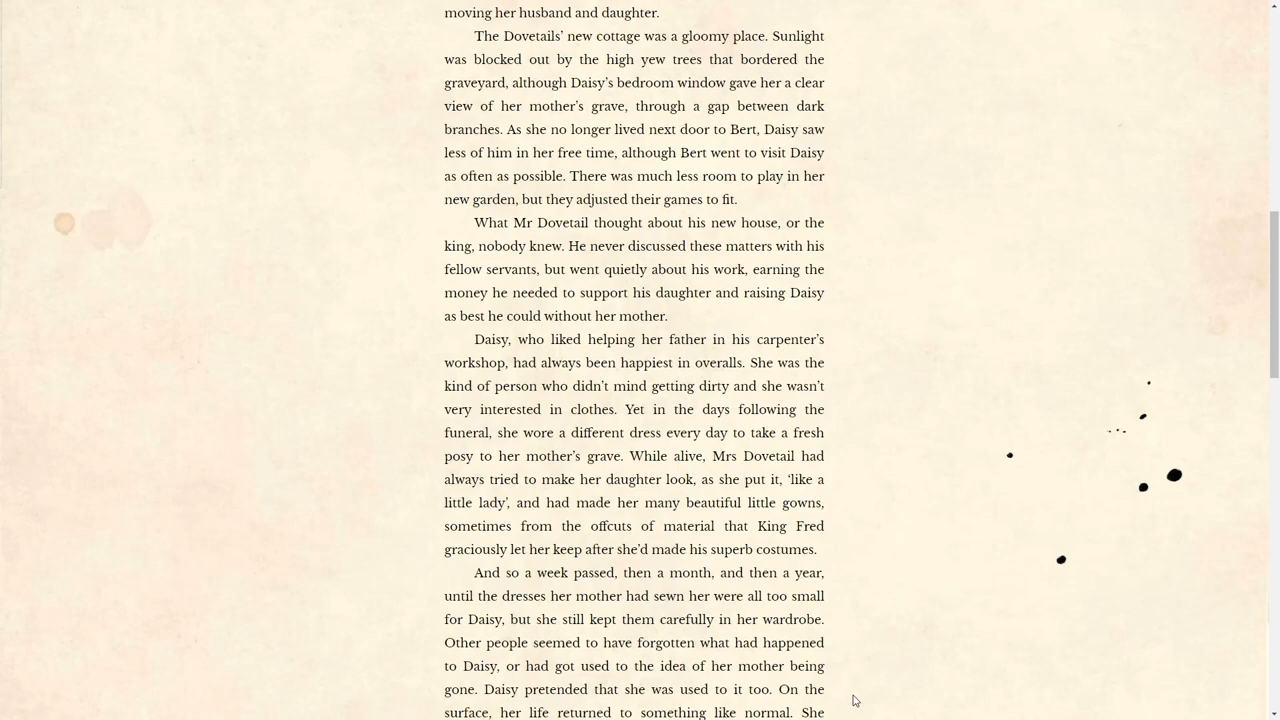 moving her husband and daughter.
The Dovetails’ new cottage was a gloomy place. Sunlight
was blocked out by the high yew trees that bordered the
graveyard, although Daisy’s bedroom window gave her a clear
view of her mother’s grave, through a gap between dark
branches. As she no longer lived next door to Bert, Daisy saw
less of him in her free time, although Bert went to visit Daisy
as often as possible. There was much less room to play in her
new garden, but they adjusted their games to fit.
What Mr Dovetail thought about his new house, or the
king, nobody knew. He never discussed these matters with his
fellow servants, but went quietly about his work, earning the
money he needed to support his daughter and raising Daisy
as best he could without her mother.
Daisy, who liked helping her father in his carpenter’s
workshop, had always been happiest in overalls. She was the
kind of person who didn’t mind getting dirty and she wasn’t
very interested in clothes. Yet in the days following the
funeral, she wore a different dress every day to take a fresh
posy to her mother’s grave. While alive, Mrs Dovetail had
always tried to make her daughter look, as she put it, ‘like a
little lady’, and had made her many beautiful little gowns,
sometimes from the offcuts of material that King Fred
graciously let her keep after she’d made his superb costumes.
And so a week passed, then a month, and then a year,
until the dresses her mother had sewn her were all too small
for Daisy, but she still kept them carefully in her wardrobe.
Other people seemed to have forgotten what had happened
to Daisy, or had got used to the idea of her mother being
gone. Daisy pretended that she was used to it too. On the
surface, her life returned to something like normal. She